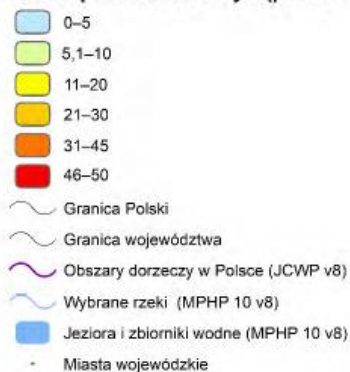 0–5
5,1–10
11–20
21–30
31–45
46–50
Granica Polski
Granica województwa
Obszary dorzeczy w Polsce (JCWP v8)
Wybrane rzeki (MPHP 10 v8)
Jeziora i zbiorniki wodne (MPHP 10 v8)
Miasta wojewódzkie